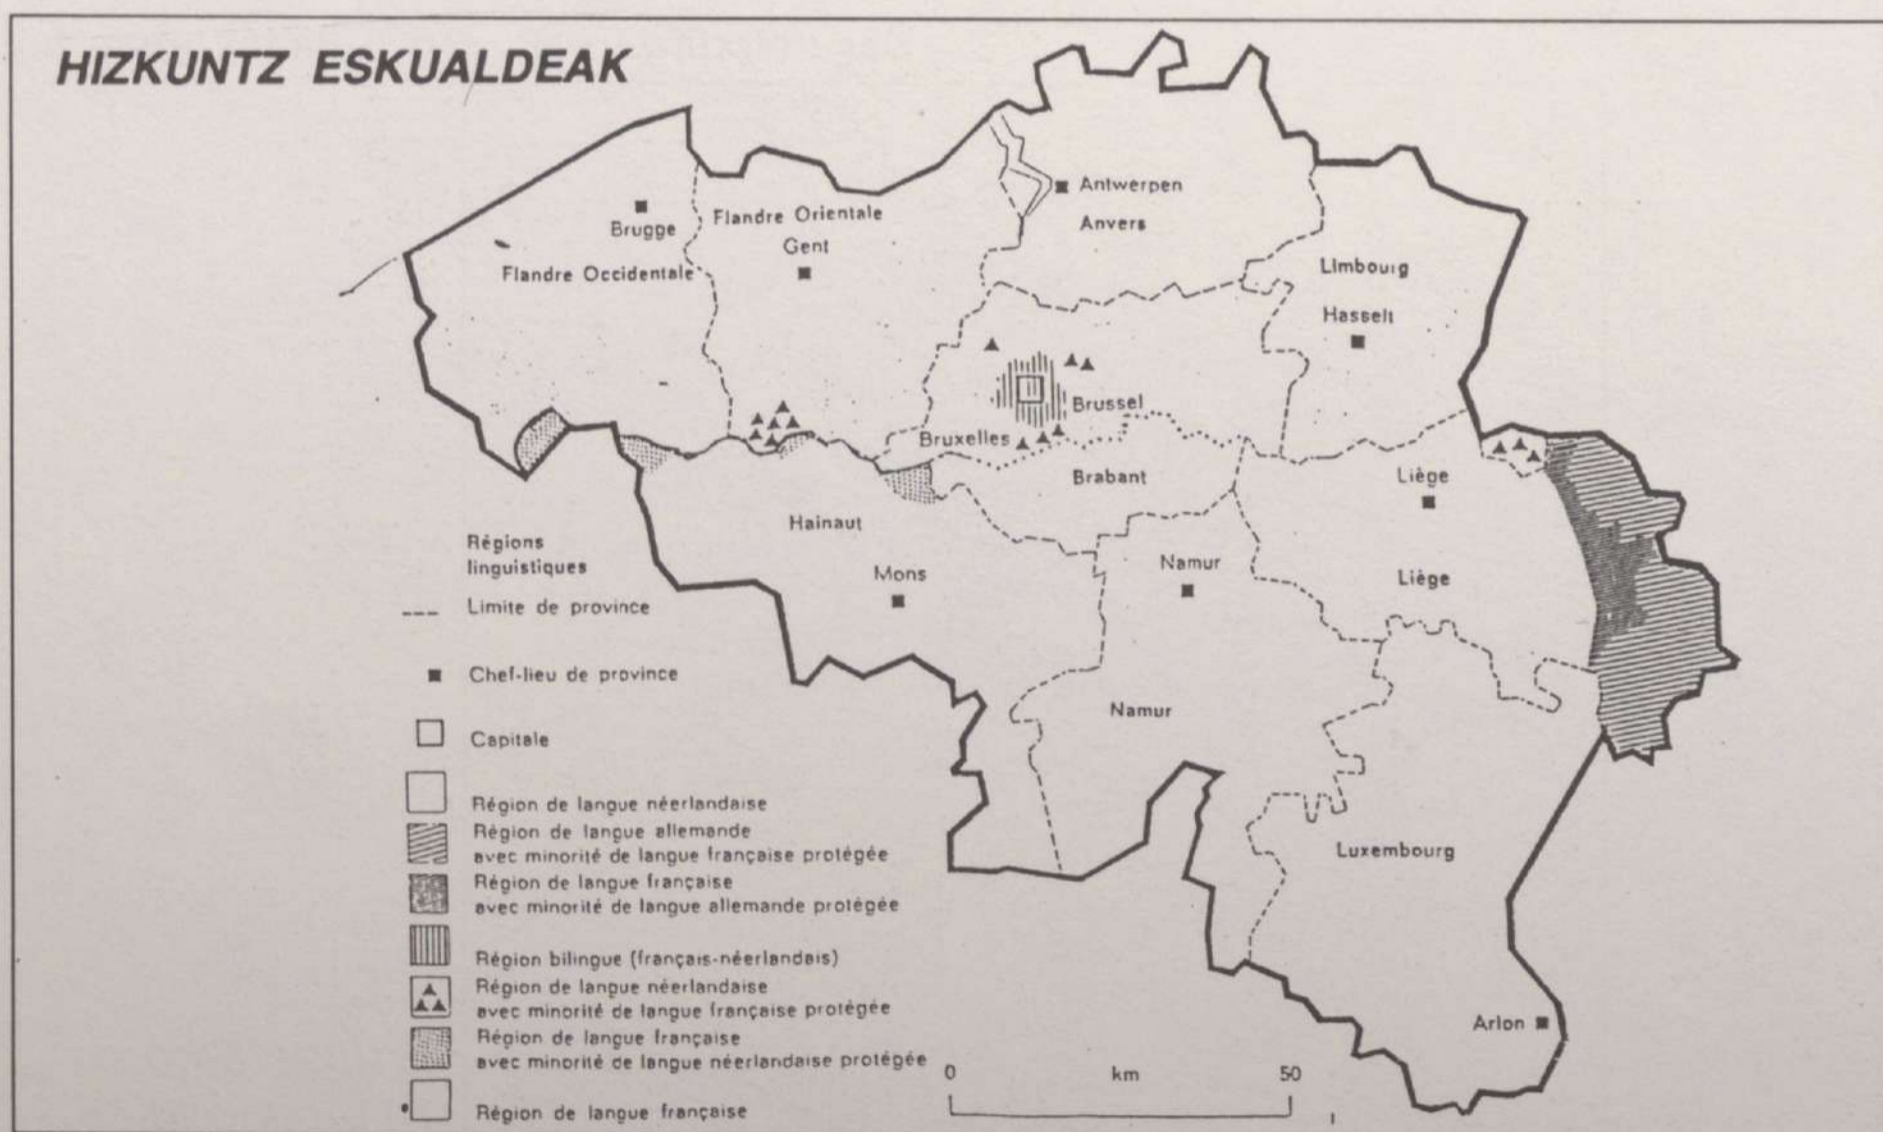 HIZKUNTZ ESKUALDEAK
Antwerpen
Anvers
Brugge
Flandre Orientale
Gent
Flandre Occidentale
Limbourg
Hasselt
Brussel
Bruxelles
Brabant
Liège
Hainaut
Mons
Namur
Liège
Namur
Luxembourg
Arlon
Régions
linguistiques
Limite de province
Chef-lieu de province
Capitale
Région de langue néerlandaise
Région de langue allemande
avec minorité de langue française protégée
Région de langue française
avec minorité de langue allemande protégée
Région bilingue (français-néerlandais)
Région de langue néerlandaise
avec minorité de langue française protégée
Région de langue française
avec minorité de langue néerlandaise protégée
Région de langue française
0 km 50